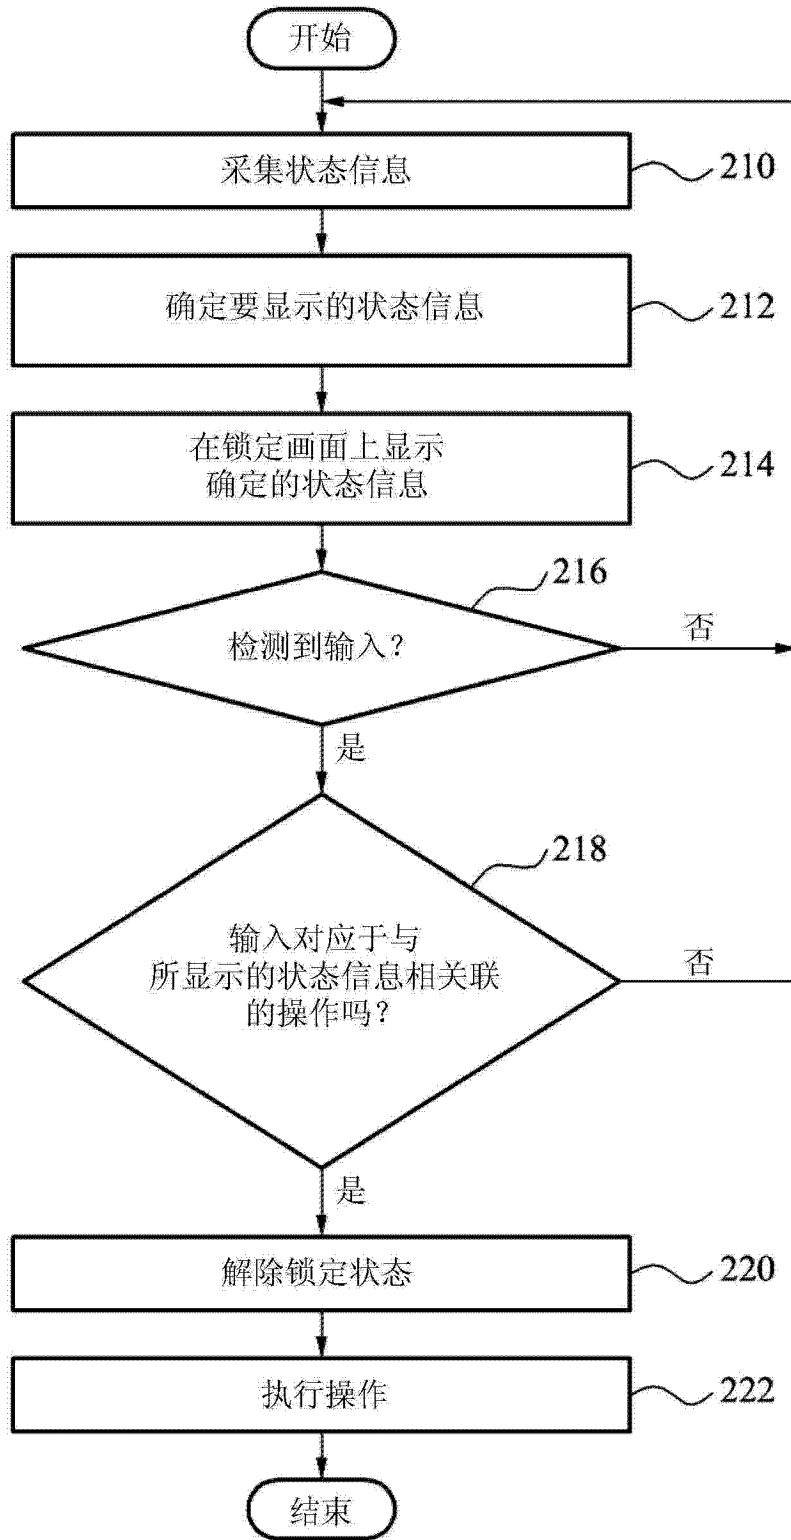 开始
采集状态信息
210
确定要显示的状态信息
212
在锁定画面上显示
确定的状态信息
214
216
检测到输入？
否
是
218
输入对应于与
所显示的状态信息相关联
的操作吗？
否
是
解除锁定状态
220
执行操作
222
结束